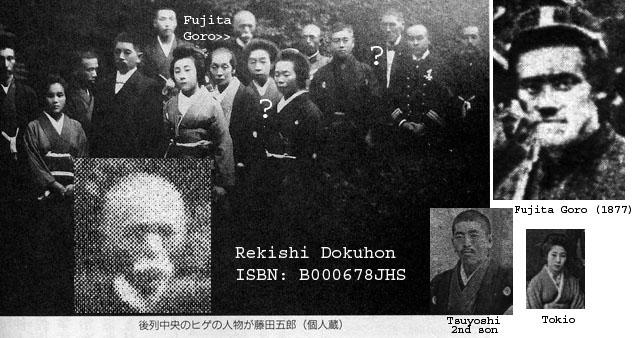 Fujita
Goro>>
?
?
Fujita Goro (1877)
Rekishi Dokuhon
ISBN: B000678JHS
Tsuyoshi
2nd son
Tokio
後列中央のヒゲの人物が藤田五郎（個人蔵）